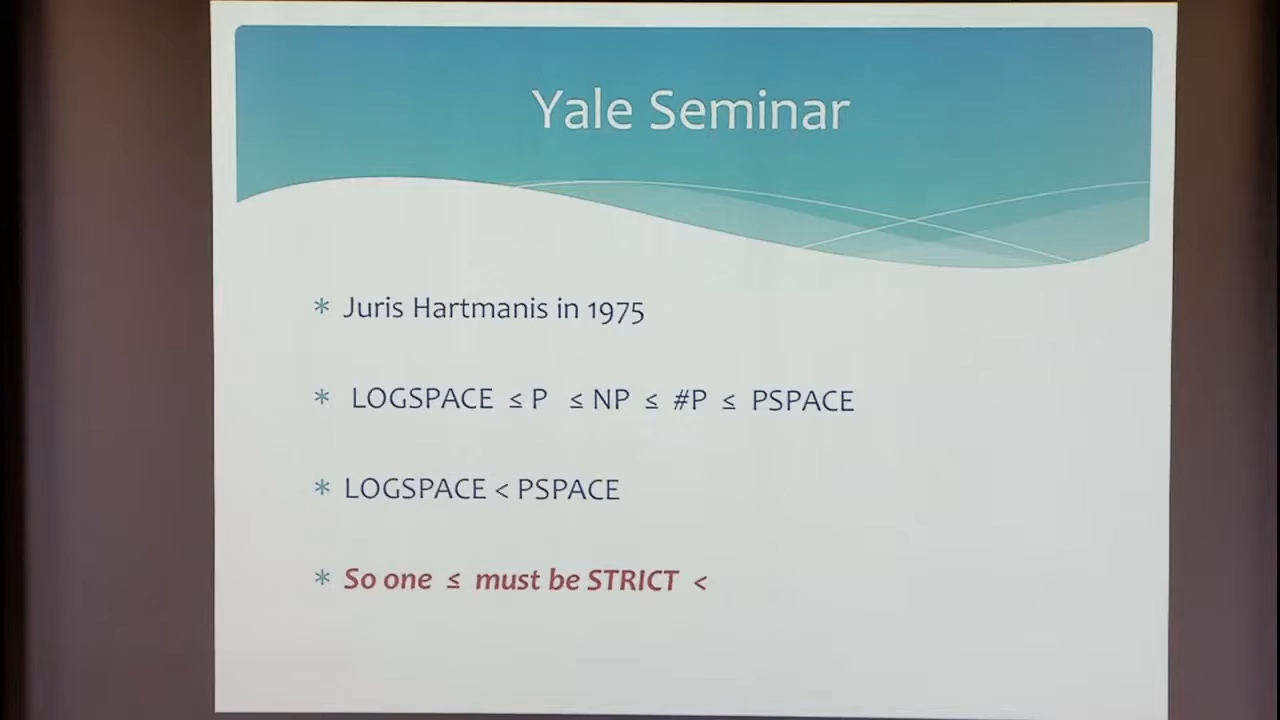 Yale Seminar
* Juris Hartmanis in 1975
* LOGSPACE ≤ P ≤ NP ≤ #P ≤ PSPACE
* LOGSPACE < PSPACE
* So one ≤ must be STRICT <